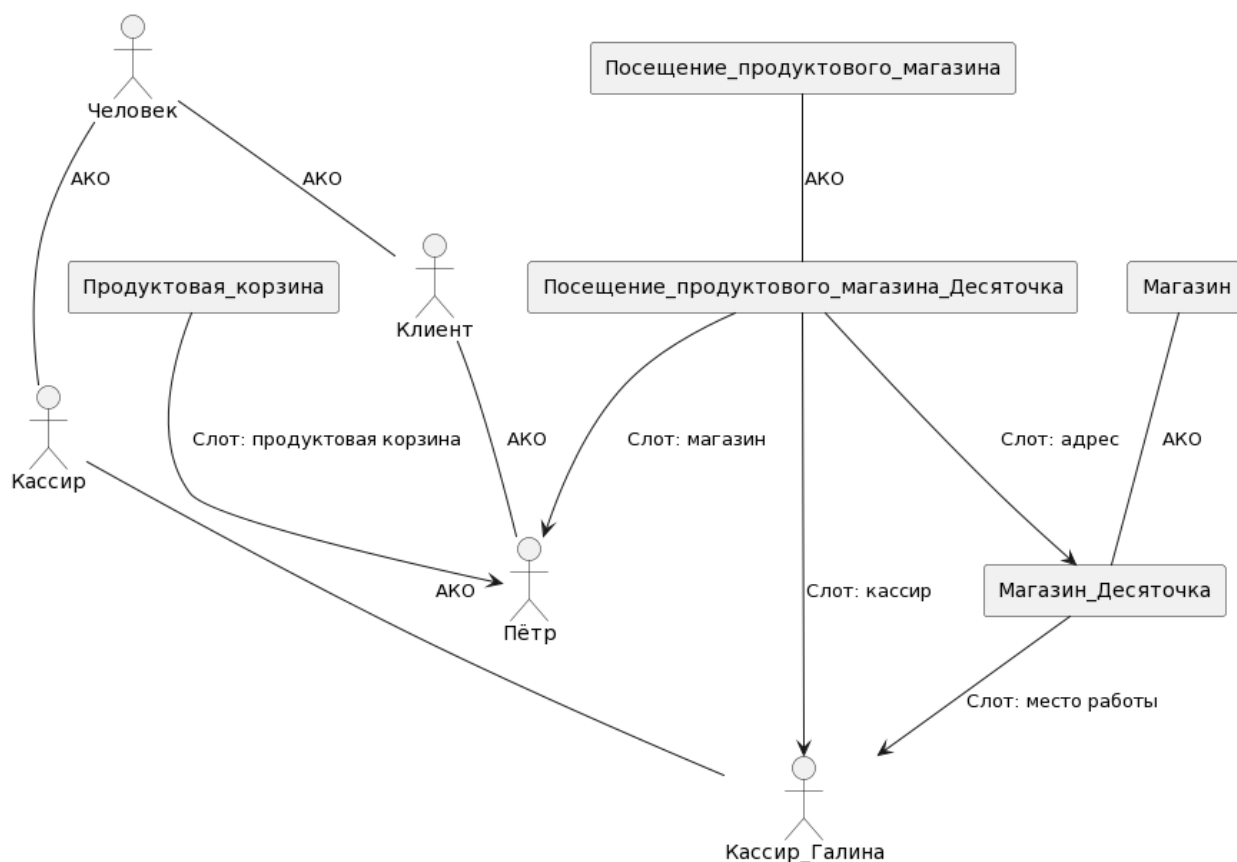 Посещение_продуктового_магазина
Человек
АКО
АКО
АКО
Продуктовая_корзина
Посещение_продуктового_магазина_Десяточка
Магазин
Клиент
Слот: продуктовая корзина
АКО
Слот: магазин
Слот: адрес
АКО
Кассир
АКО
Слот: кассир
Магазин_Десяточка
Пётр
Слот: место работы
Кассир_Галина